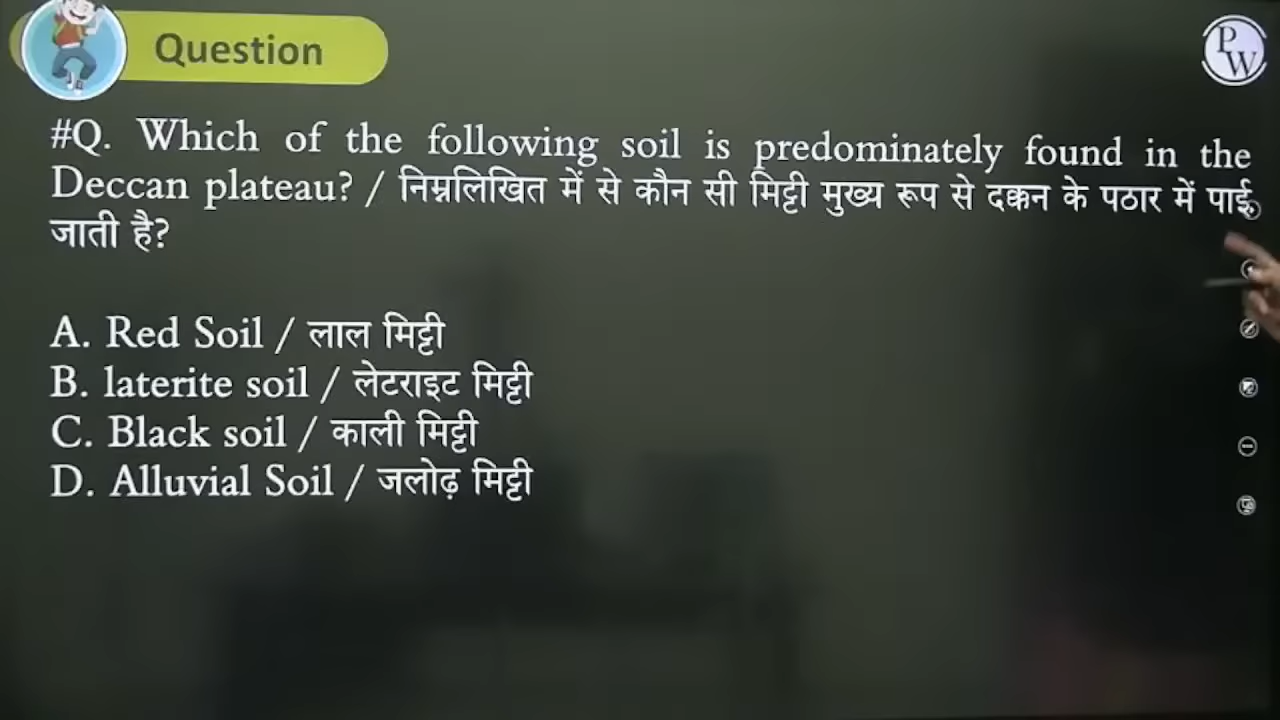 Question
PW
#Q. Which of the following soil is predominately found in the
Deccan plateau? / निम्नलिखित में से कौन सी मिट्टी मुख्य रूप से दक्कन के पठार में पाई
जाती है?
A. Red Soil / लाल मिट्टी
B. laterite soil / लेटराइट मिट्टी
C. Black soil / काली मिट्टी
D. Alluvial Soil / जलोढ़ मिट्टी